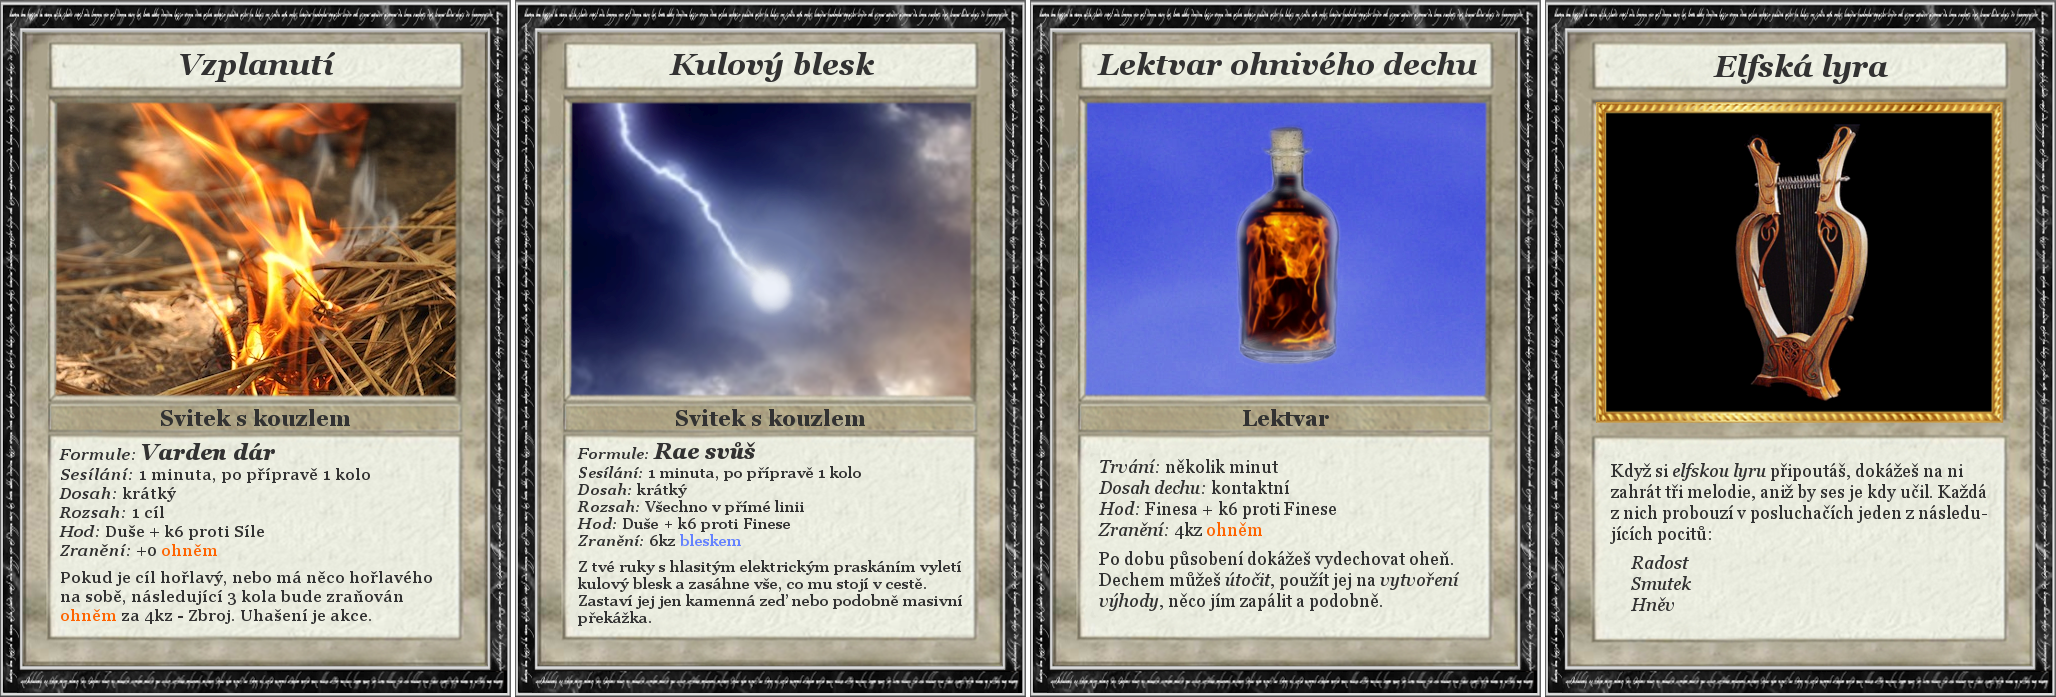 Vzplanutí
Svitek s kouzlem
Formule: Varden dár
Sesílání: 1 minuta, po přípravě 1 kolo
Dosah: krátký
Rozsah: 1 cíl
Hod: Duše + k6 proti Síle
Zranění: +0 ohněm
Pokud je cíl hořlavý, nebo má něco hořlavého
na sobě, následující 3 kola bude zraňován
ohněm za 4kz - Zbroj. Uhašení je akce.
Kulový blesk
Svitek s kouzlem
Formule: Rae svůš
Sesílání: 1 minuta, po přípravě 1 kolo
Dosah: krátký
Rozsah: Všechno v přímé linii
Hod: Duše + k6 proti Finese
Zranění: 6kz bleskem
Z tvé ruky s hlasitým elektrickým praskáním vyletí
kulový blesk a zasáhne vše, co mu stojí v cestě.
Zastaví jej jen kamenná zeď nebo podobně masivní
překážka.
Lektvar ohnivého dechu
Lektvar
Trvání: několik minut
Dosah dechu: kontaktní
Hod: Finesa + k6 proti Finese
Zranění: 4kz ohněm
Po dobu působení dokážeš vydechovat oheň.
Dechem můžeš útočit, použít jej na vytvoření
výhody, něco jím zapálit a podobně.
Elfská lyra
Když si elfskou lyru připoutáš, dokážeš na ni
zahrát tři melodie, aniž by ses je kdy učil. Každá
z nich probouzí v posluchačích jeden z následu-
jících pocitů:
Radost
Smutek
Hněv